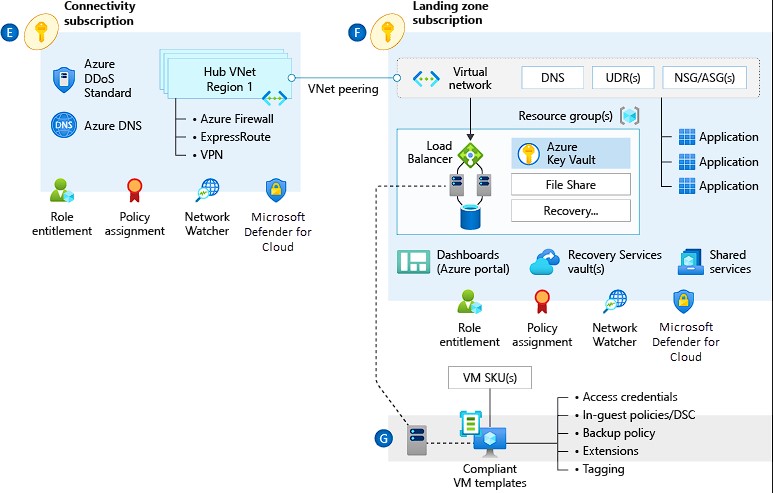 E
Connectivity
subscription
Azure
DDoS
Standard
DNS
Azure DNS
Hub VNet
Region 1
• Azure Firewall
• ExpressRoute
• VPN
VNet peering
Role
entitlement
Policy
assignment
Network
Watcher
Microsoft
Defender for
Cloud
F
Landing zone
subscription
Virtual
network
DNS
UDR(s)
NSG/ASG(s)
Resource group(s)
Load
Balancer
Azure
Key Vault
File Share
Recovery...
Application
Application
Application
Dashboards
(Azure portal)
Recovery Services
vault(s)
Shared
services
Role
entitlement
Policy
assignment
Network
Watcher
Microsoft
Defender for
Cloud
VM SKU(s)
G
Compliant
VM templates
• Access credentials
• In-guest policies/DSC
• Backup policy
• Extensions
• Tagging